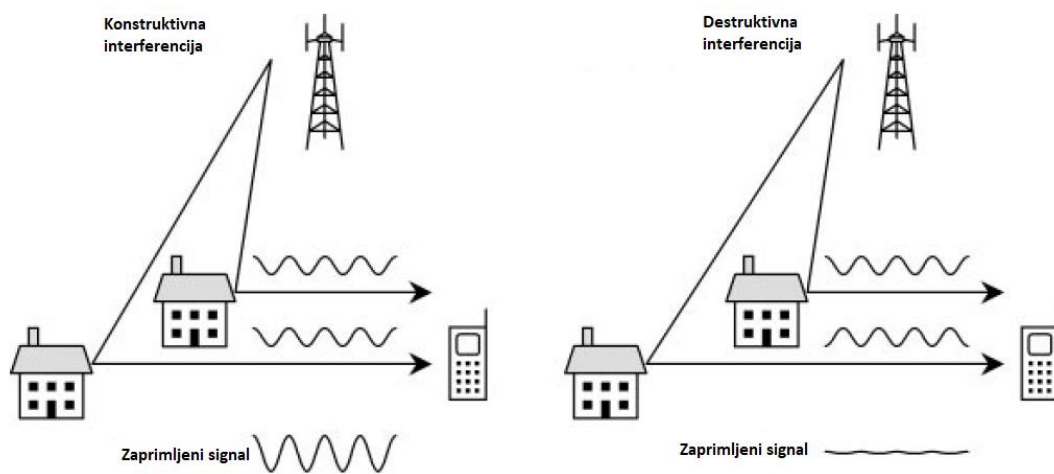 Konstruktivna
interferencija
Destruktivna
interferencija
Zaprimljeni signal
Zaprimljeni signal